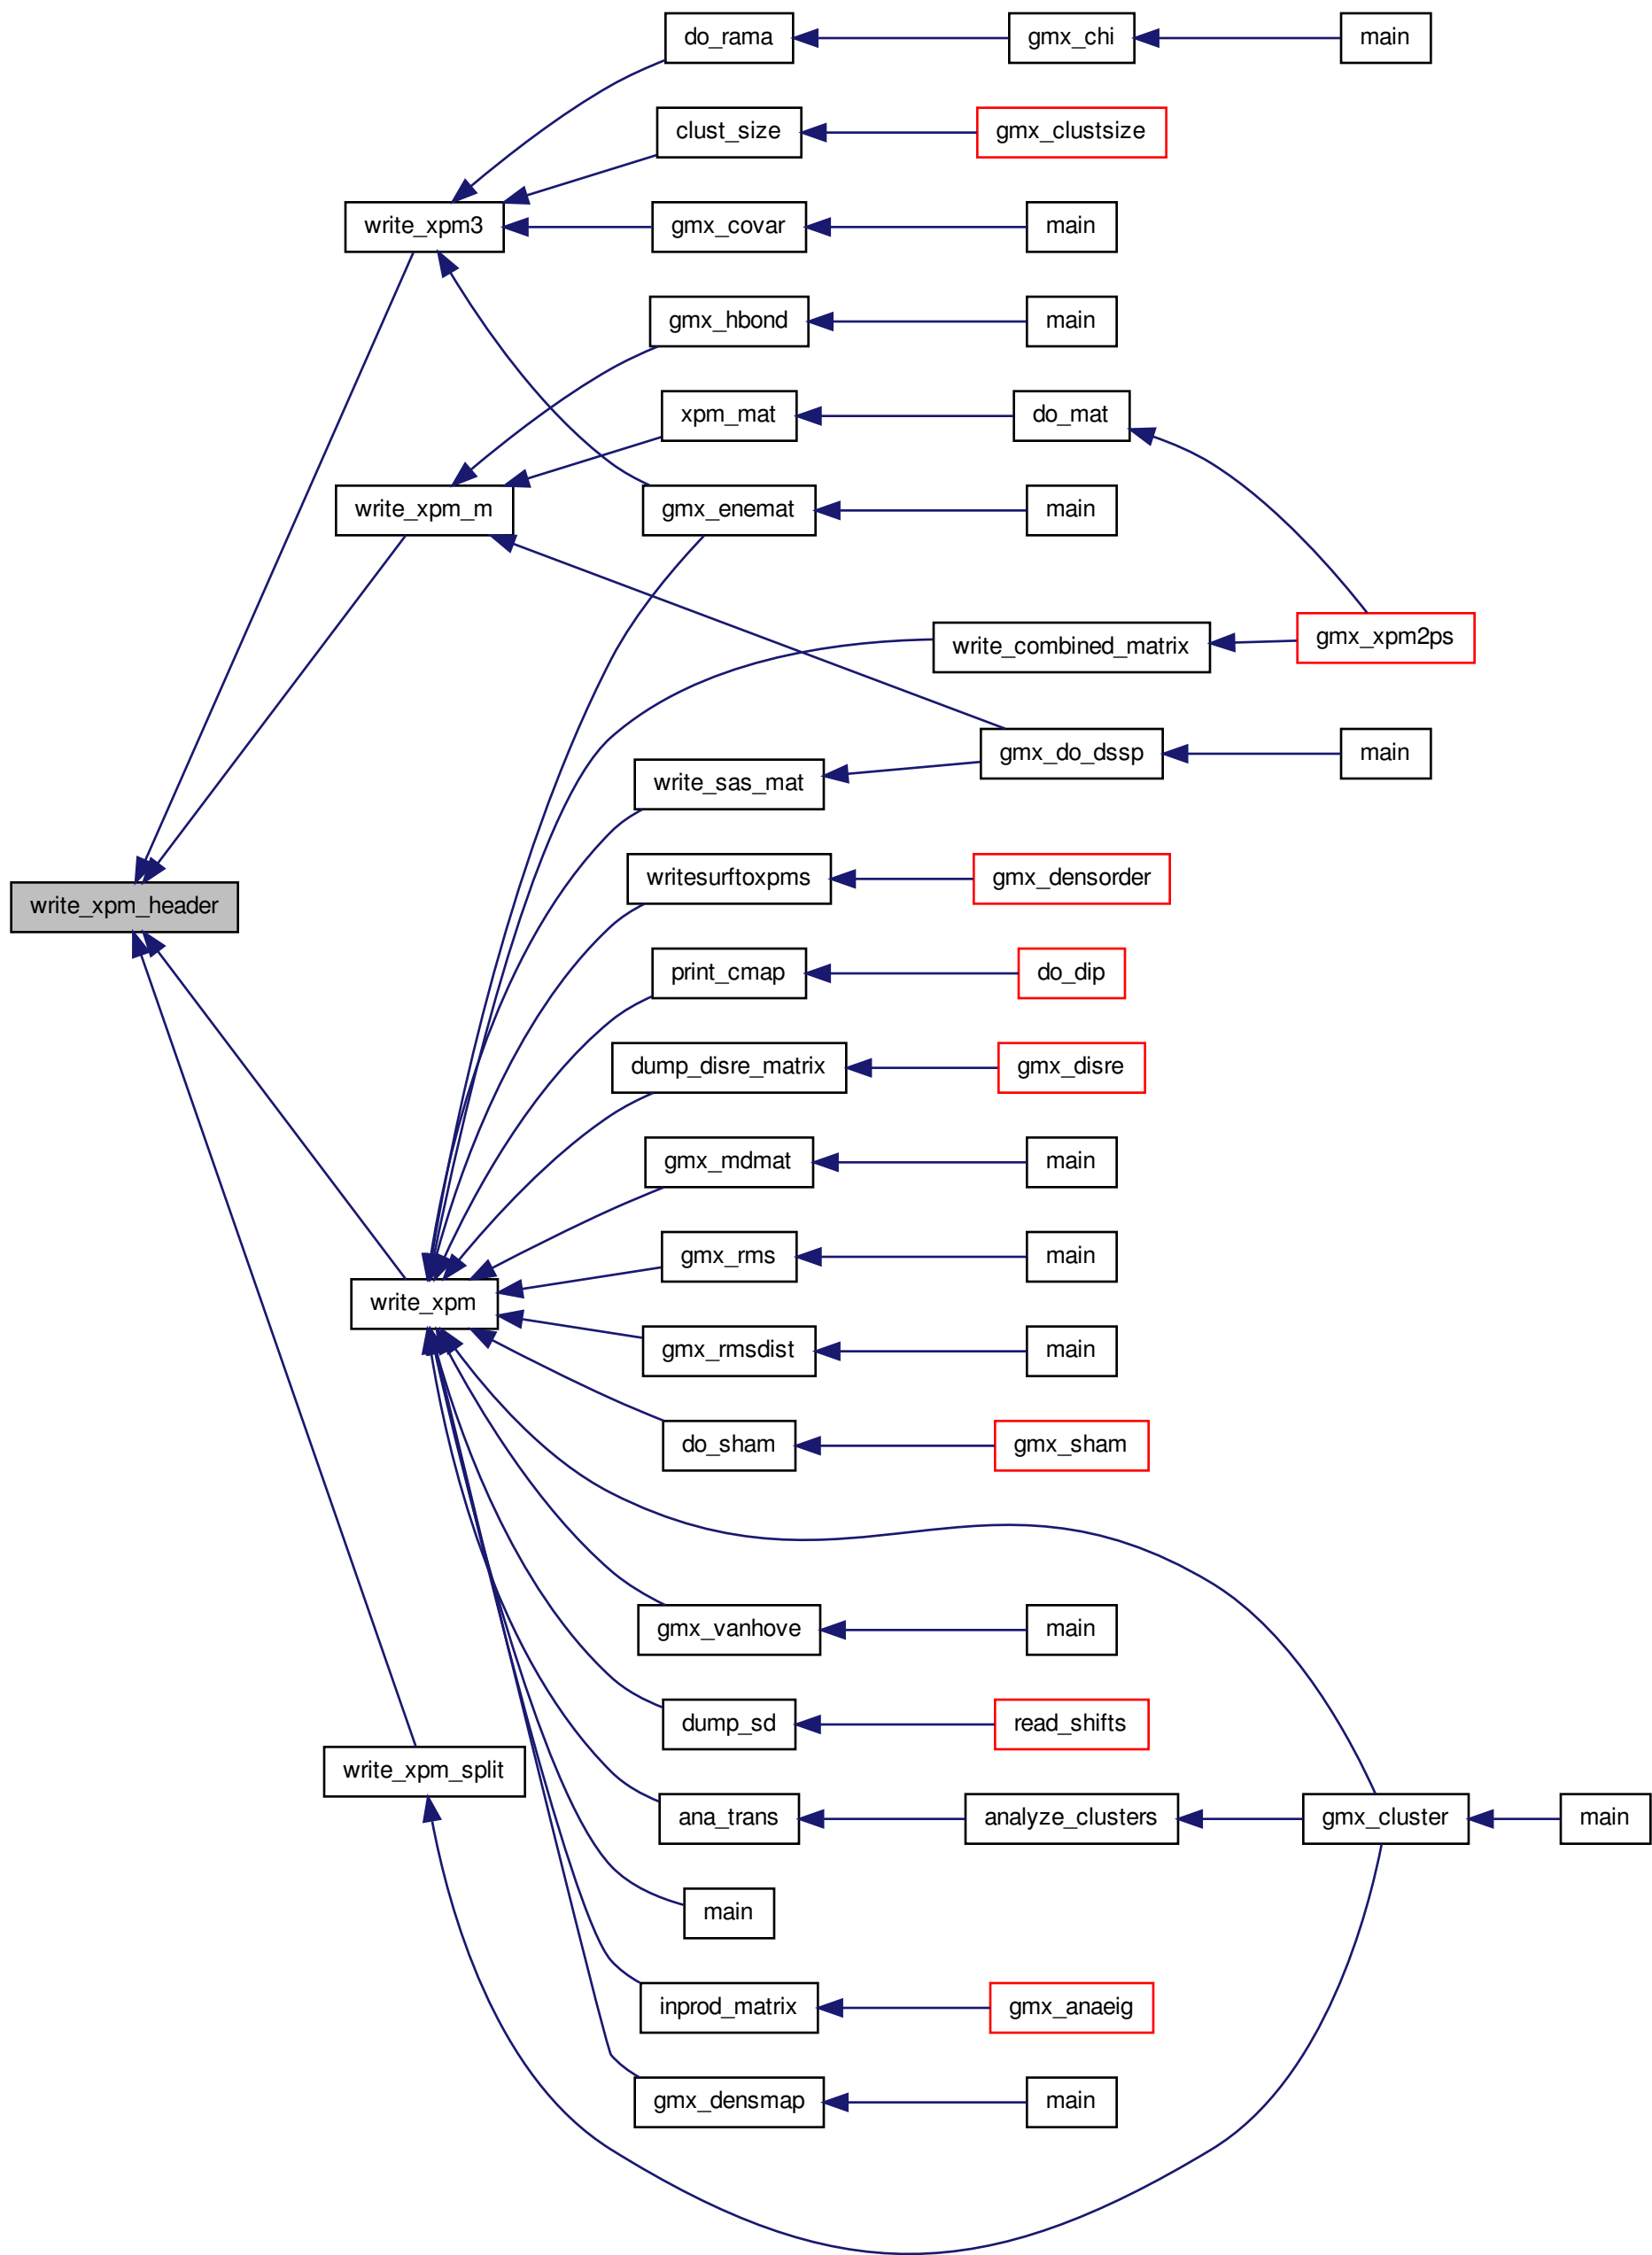 do_rama
gmx_chi
main
clust_size
gmx_clustsize
write_xpm3
gmx_covar
main
gmx_hbond
main
xpm_mat
do_mat
write_xpm_m
gmx_enemat
main
write_combined_matrix
gmx_xpm2ps
gmx_do_dssp
main
write_sas_mat
writesurftoxpms
gmx_densorder
write_xpm_header
print_cmap
do_dip
dump_disre_matrix
gmx_disre
gmx_mdmat
main
gmx_rms
main
write_xpm
gmx_rmsdist
main
do_sham
gmx_sham
gmx_vanhove
main
dump_sd
read_shifts
write_xpm_split
ana_trans
analyze_clusters
gmx_cluster
main
main
inprod_matrix
gmx_anaeig
gmx_densmap
main